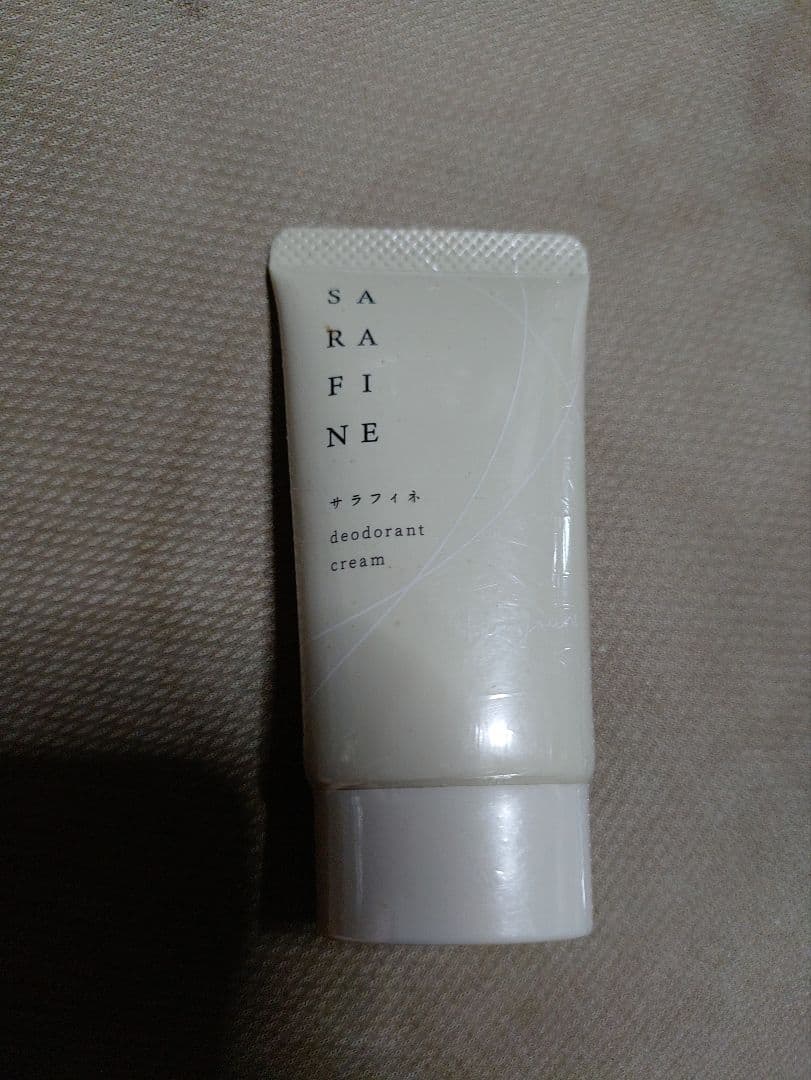 SA
RA
FI
NE
サラフィネ
deodorant
cream